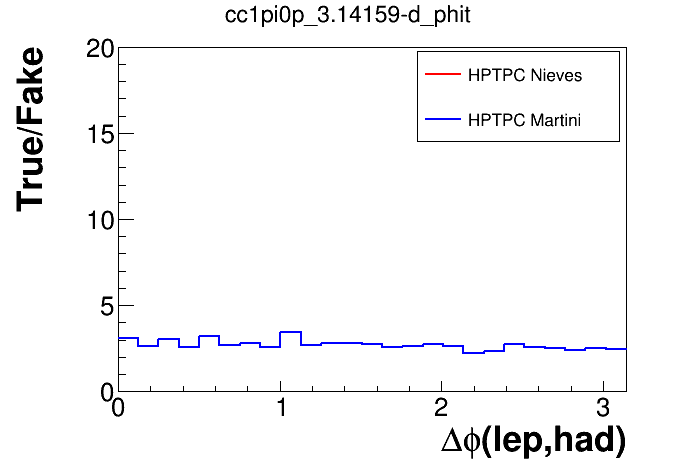 cc1pi0p_3.14159-d_phit
True/Fake
20
15
10
5
0
HPTPC Nieves
HPTPC Martini
0 1 2 3
Δϕ(lep,had)